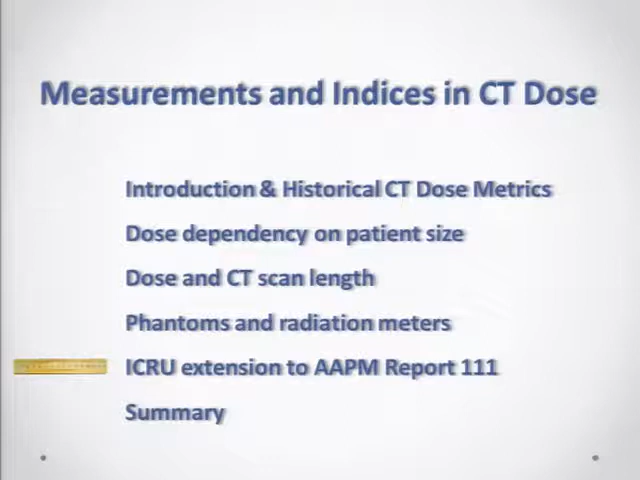 Measurements and Indices in CT Dose
Introduction & Historical CT Dose Metrics
Dose dependency on patient size
Dose and CT scan length
Phantoms and radiation meters
ICRU extension to AAPM Report 111
Summary